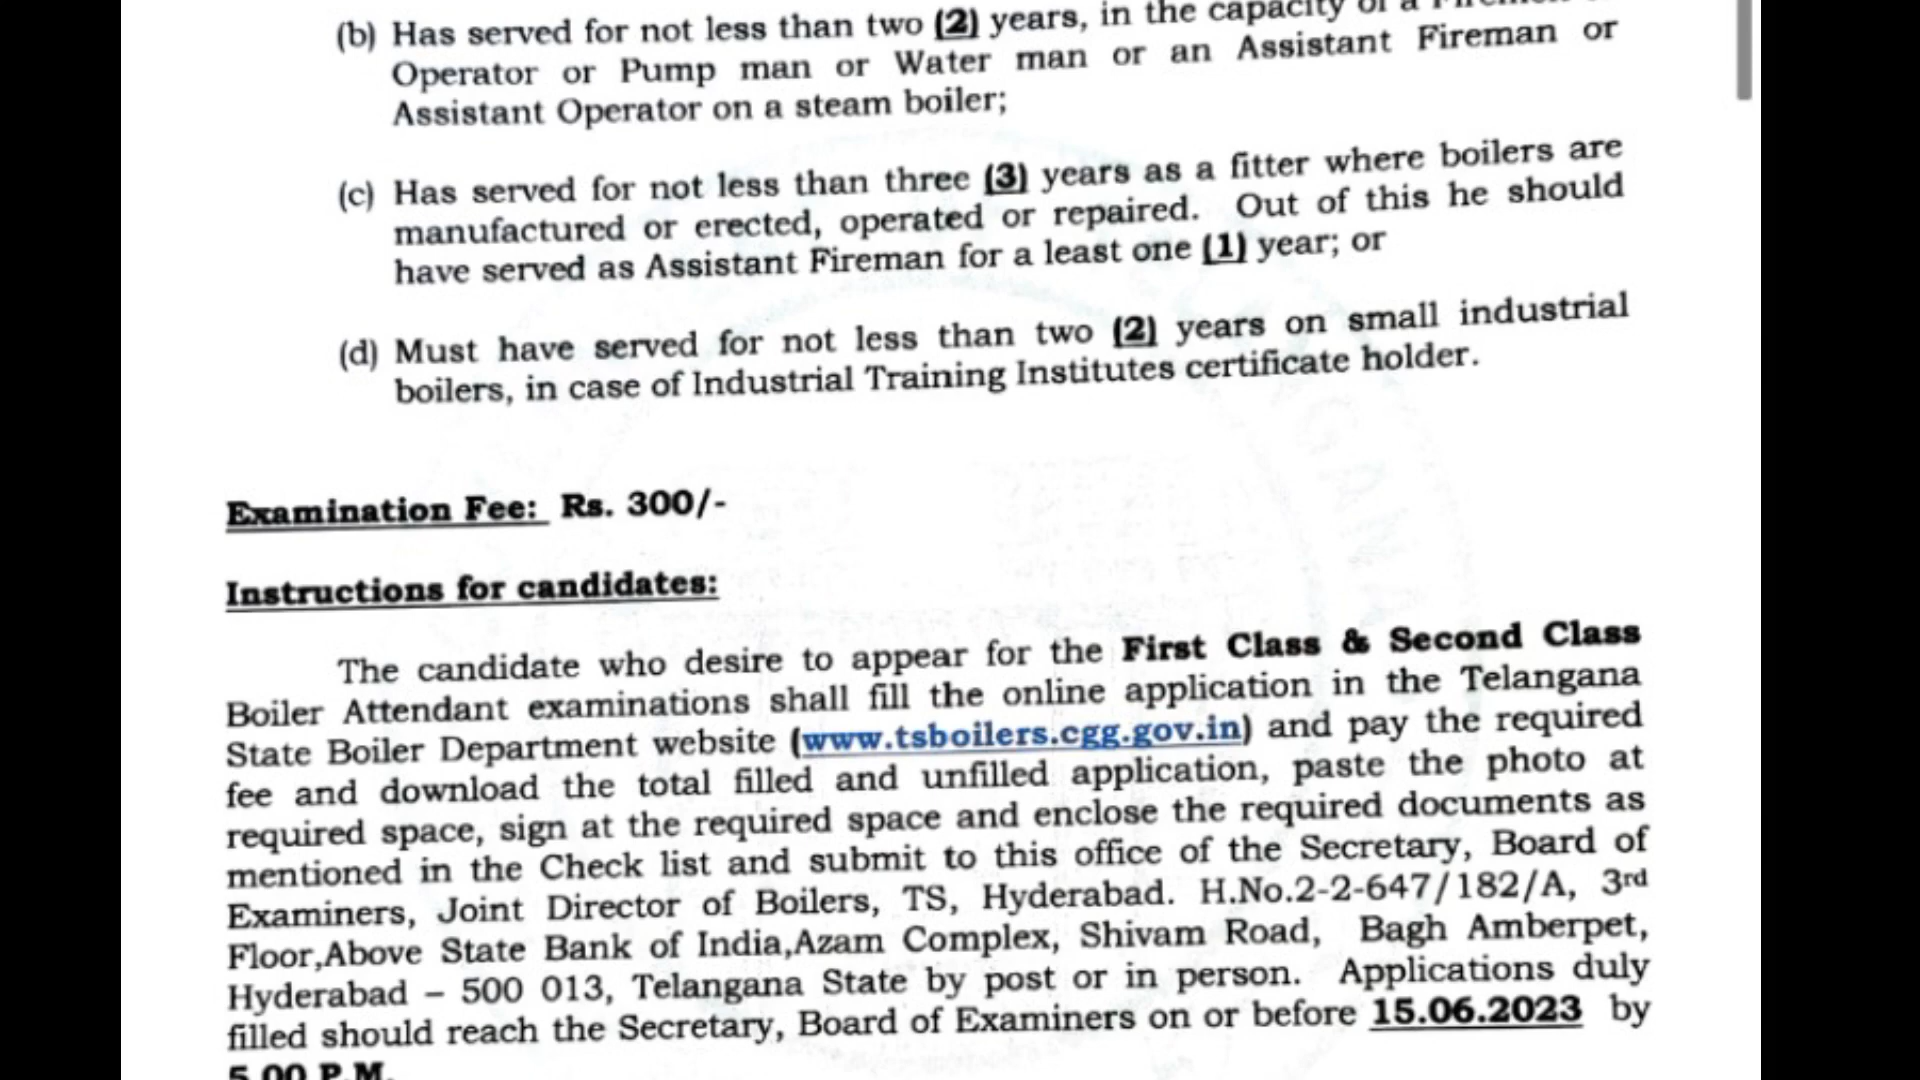 (b) Has served for not less than two (2) years, in the capacity of a
Operator or Pump man or Water man or an Assistant Fireman or
Assistant Operator on a steam boiler;
(c) Has served for not less than three (3) years as a fitter where boilers are
manufactured or erected, operated or repaired. Out of this he should
have served as Assistant Fireman for a least one (1) year; or
(d) Must have served for not less than two (2) years on small industrial
boilers, in case of Industrial Training Institutes certificate holder.
Examination Fee: Rs. 300/-
Instructions for candidates:
The candidate who desire to appear for the First Class & Second Class
Boiler Attendant examinations shall fill the online application in the Telangana
State Boiler Department website (www.tsboilers.cgg.gov.in) and pay the required
fee and download the total filled and unfilled application, paste the photo at
required space, sign at the required space and enclose the required documents as
mentioned in the Check list and submit to this office of the Secretary, Board of
Examiners, Joint Director of Boilers, TS, Hyderabad. H.No.2-2-647/182/A, 3rd
Floor,Above State Bank of India,Azam Complex, Shivam Road, Bagh Amberpet,
Hyderabad – 500 013, Telangana State by post or in person. Applications duly
filled should reach the Secretary, Board of Examiners on or before 15.06.2023 by
5.00 P.M.